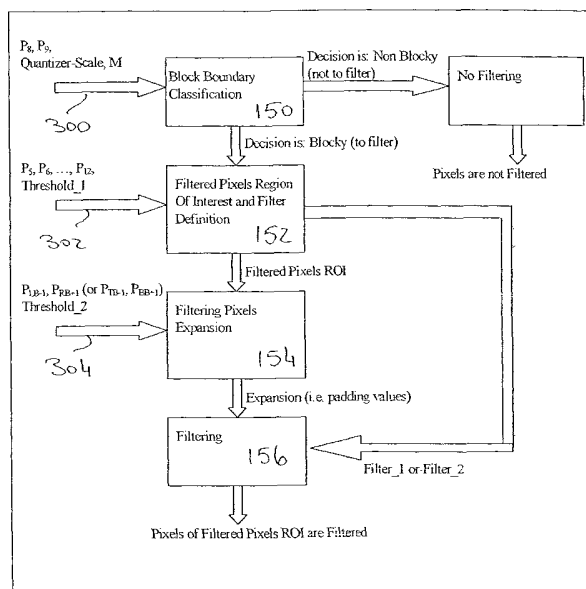 P8, P9,
Quantizer-Scale, M
300
Block Boundary
Classification
150
Decision is: Non Blocky
(not to filter)
No Filtering
Decision is: Blocky (to filter)
Pixels are not Filtered
P5, P6, …, P12,
Threshold_1
302
Filtered Pixels Region
Of Interest and Filter
Definition
152
Filtered Pixels ROI
PLB-1, PRB+1 (or PTB-1, PBB+1)
Threshold_2
304
Filtering Pixels
Expansion
154
Expansion (i.e. padding values)
Filtering
156
Filter_1 or Filter_2
Pixels of Filtered Pixels ROI are Filtered